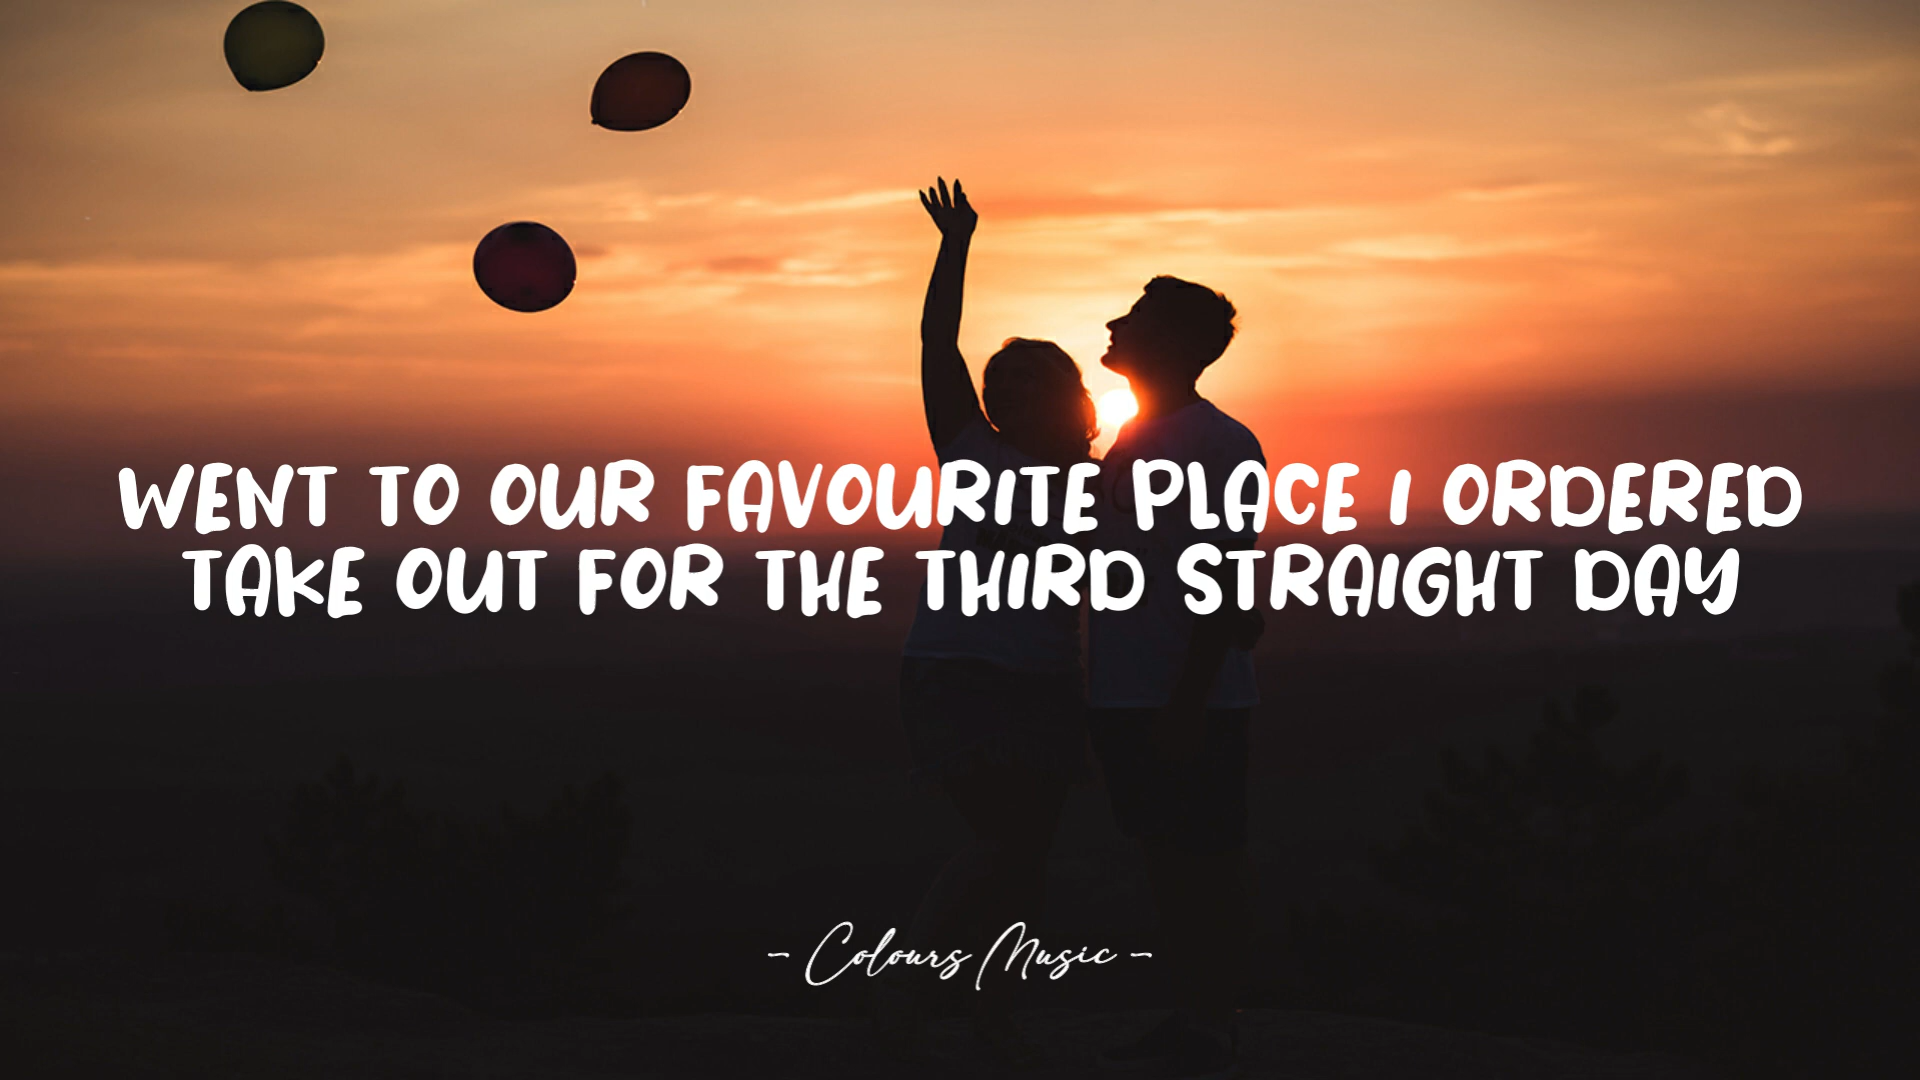 WENT TO OUR FAVOURITE PLACE I ORDERED
TAKE OUT FOR THE THIRD STRAIGHT DAY
- Colours Music -